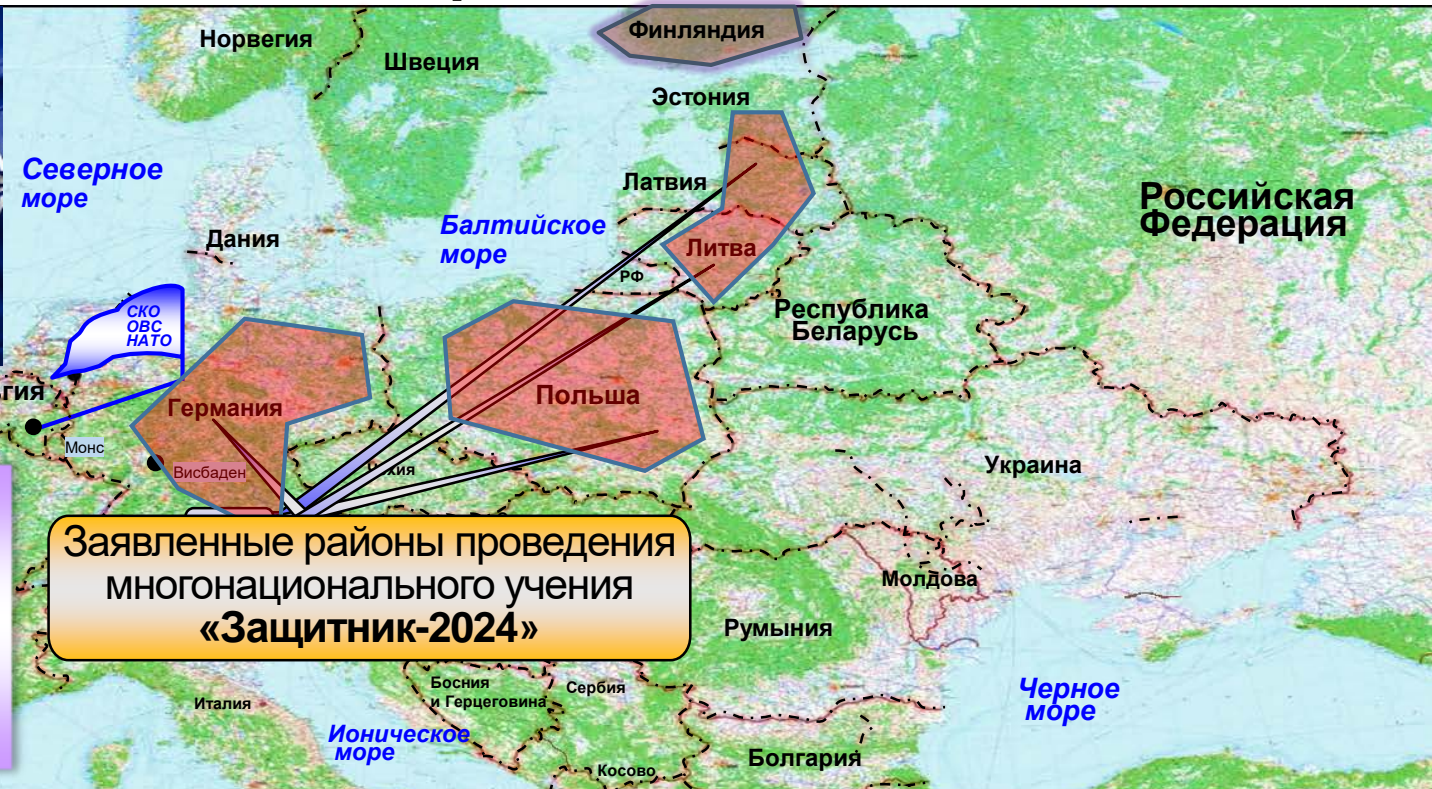 Финляндия
Норвегия
Швеция
Эстония
Северное
море
Латвия
Российская
Федерация
Балтийское
море
Дания
Литва
РФ
СКО
ОВС
НАТО
Республика
Беларусь
гия
Германия
Польша
Монс
Висбаден
хия
Украина
Заявленные районы проведения
многонационального учения
«Защитник-2024»
Молдова
Румыния
Босния
и Герцеговина
Сербия
Италия
Черное
море
Ионическое
море
Болгария
Косово